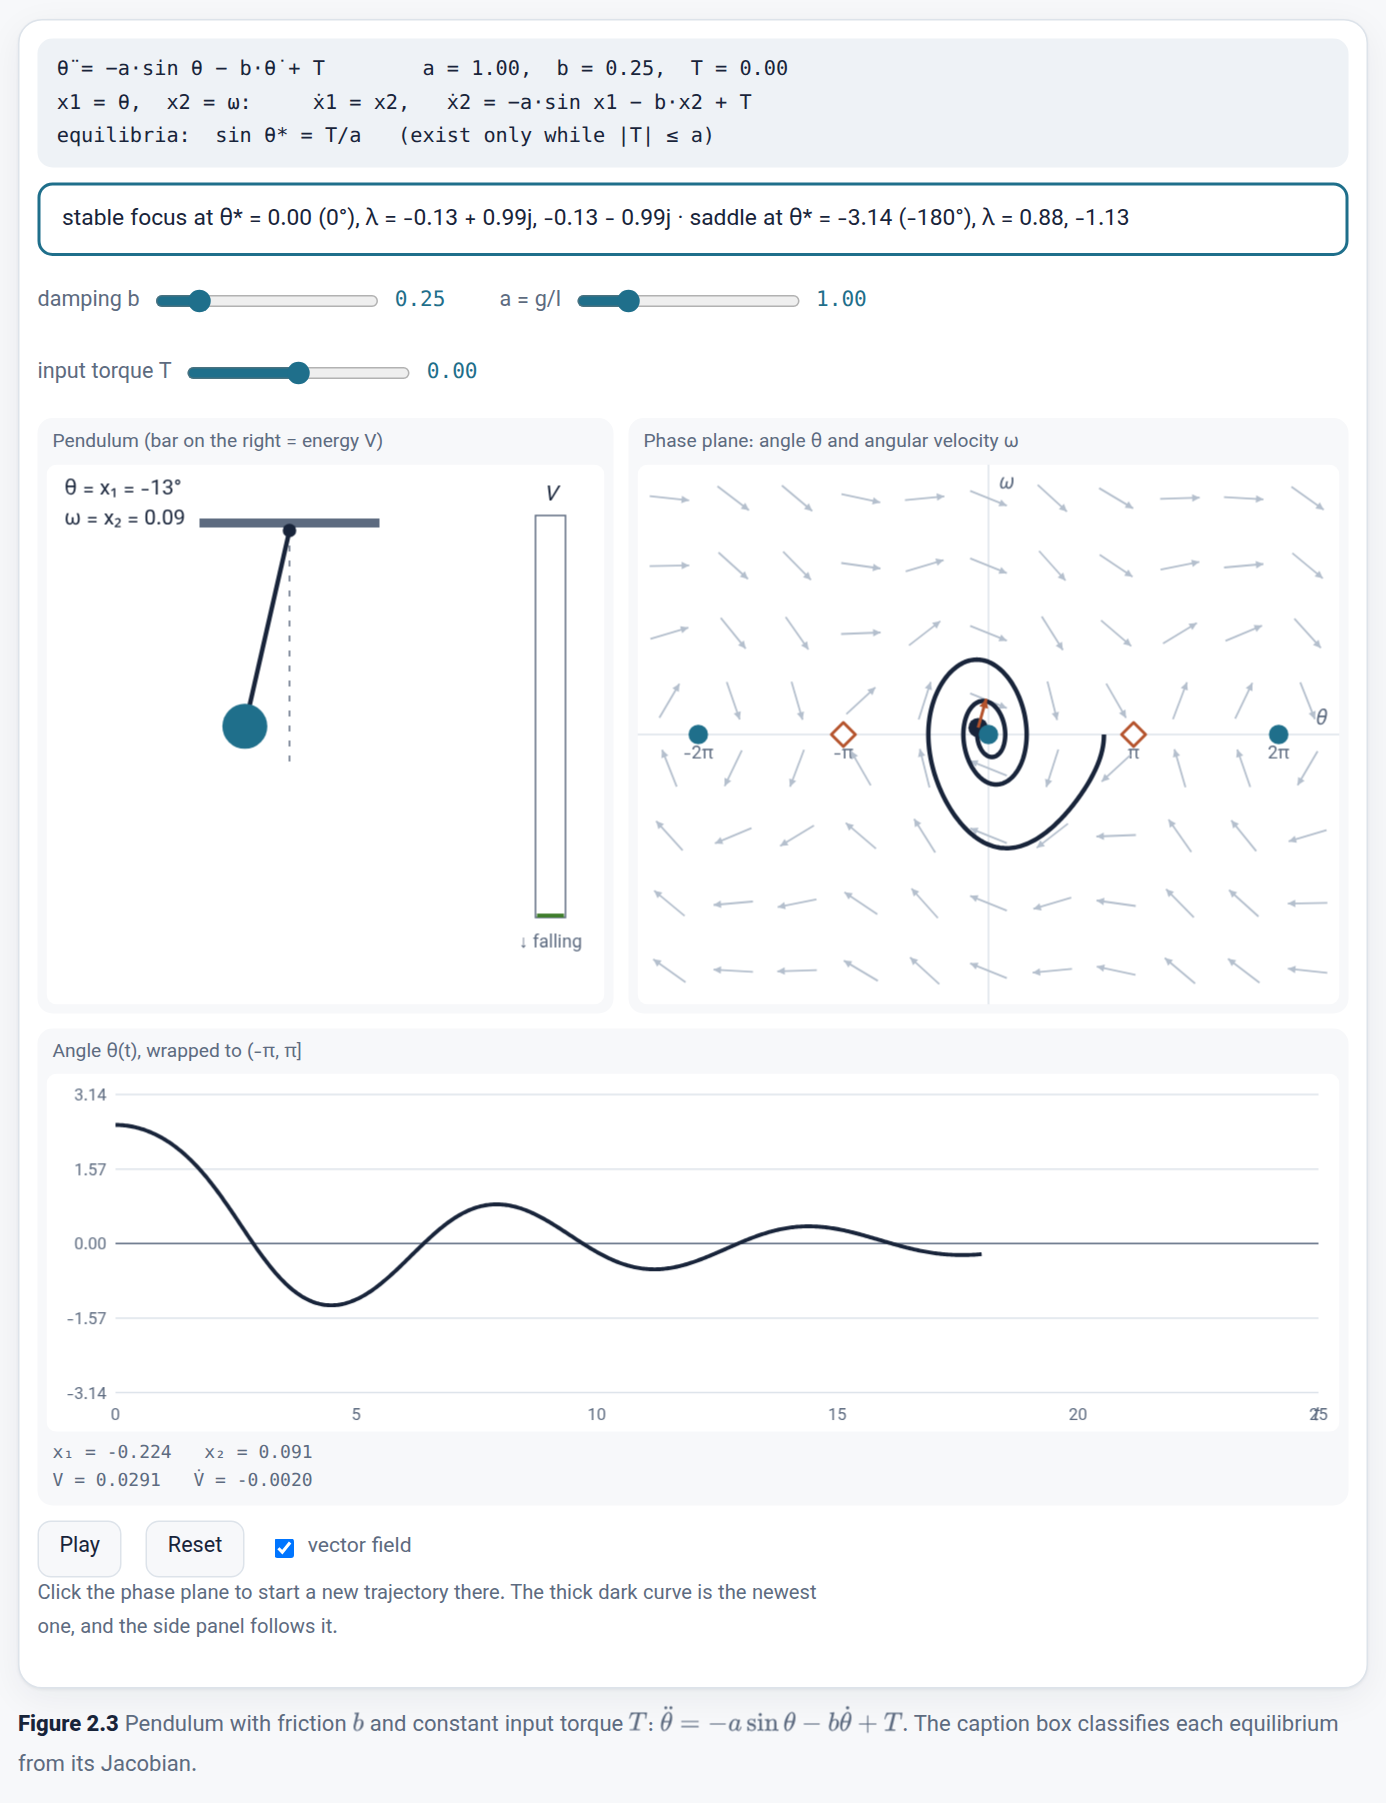 θ¨= −a·sin θ − b·θ˙+ T        a = 1.00,  b = 0.25,  T = 0.00
x1 = θ,  x2 = ω:     ẋ1 = x2,   ẋ2 = −a·sin x1 − b·x2 + T
equilibria:  sin θ* = T/a   (exist only while |T| ≤ a)
stable focus at θ* = 0.00 (0°), λ = -0.13 + 0.99j, -0.13 - 0.99j · saddle at θ* = -3.14 (-180°), λ = 0.88, -1.13
damping b 0.25 a = g/l 1.00
input torque T 0.00
Pendulum (bar on the right = energy V)
θ = x₁ = -13°
ω = x₂ = 0.09
V
↓ falling
Phase plane: angle θ and angular velocity ω
ω
θ
-2π -π π 2π
Angle θ(t), wrapped to (-π, π]
3.14
1.57
0.00
-1.57
-3.14
0 5 10 15 20 25
x₁ = -0.224   x₂ = 0.091
V = 0.0291   V̇ = -0.0020
Play Reset vector field
Click the phase plane to start a new trajectory there. The thick dark curve is the newest
one, and the side panel follows it.
Figure 2.3 Pendulum with friction b and constant input torque T: θ̈ = −a sin θ − bθ̇ + T. The caption box classifies each equilibrium
from its Jacobian.